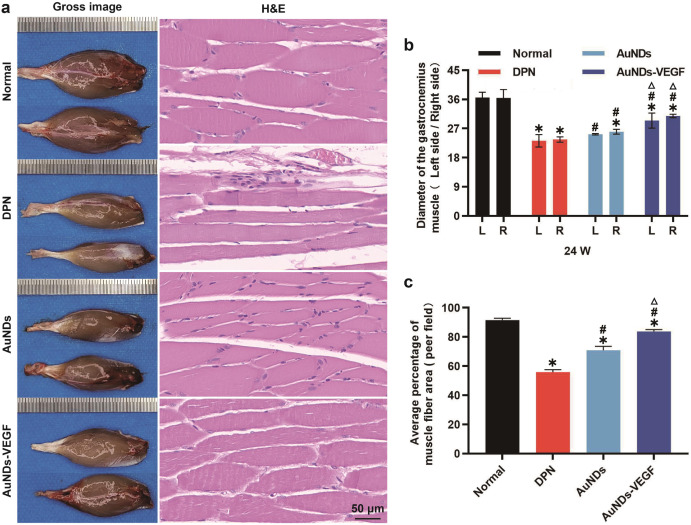 a
Gross image
H&E
Normal
DPN
AuNDs
AuNDs-VEGF
50 μm
b
Normal
DPN
AuNDs
AuNDs-VEGF
Diameter of the gastrocnemius
muscle ( Left side / Right side)
45
36
27
18
9
0
* * # # * Δ # * Δ # *
L R L R L R L R
24 W
c
Average percentage of
muscle fiber area ( peer field)
100
80
60
40
20
0
* # * Δ # *
Normal
DPN
AuNDs
AuNDs-VEGF